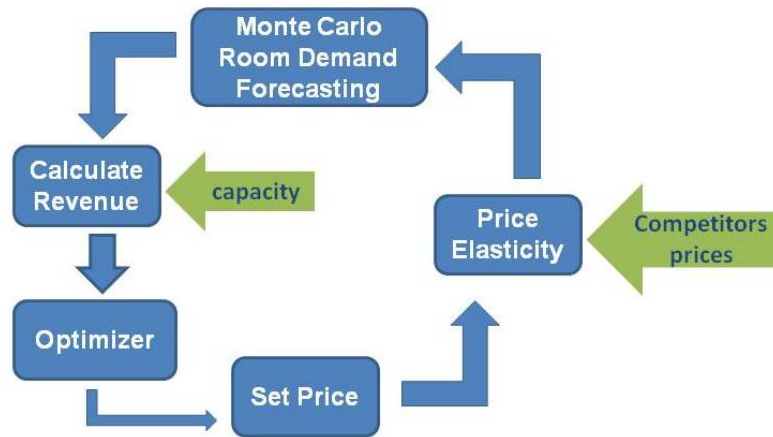 Monte Carlo
Room Demand
Forecasting
Calculate
Revenue
capacity
Price
Elasticity
Competitors
prices
Optimizer
Set Price